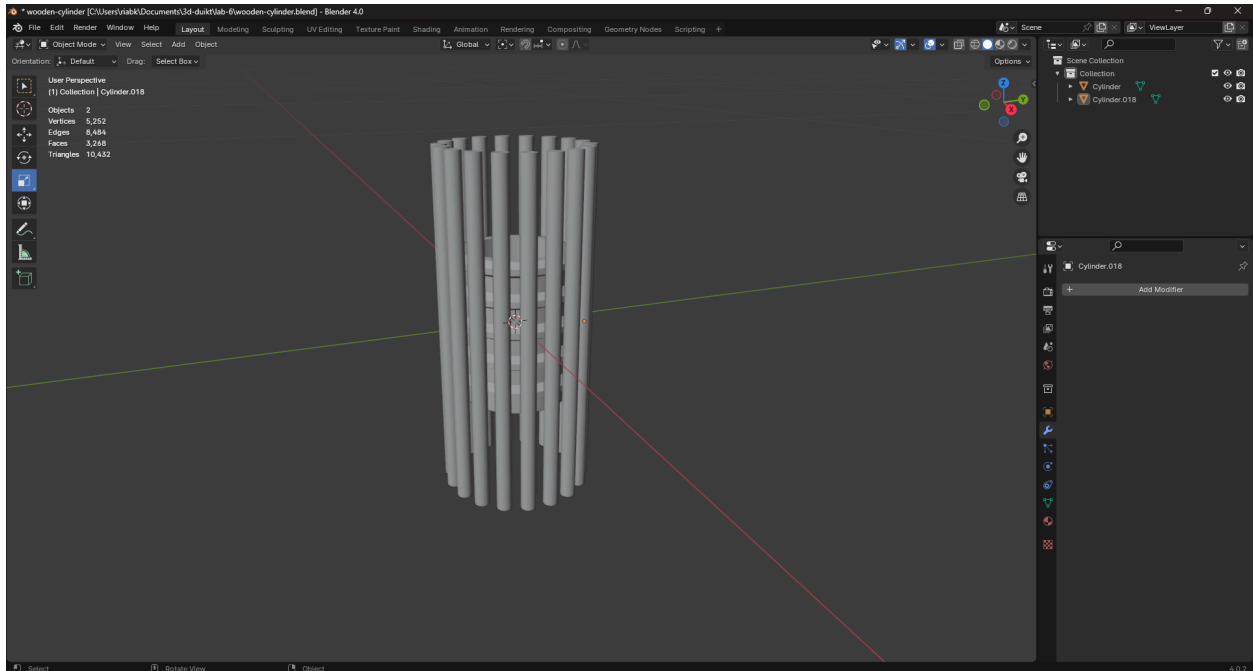 * wooden-cylinder [C:\Users\riabk\Documents\3d-duikt\lab-6\wooden-cylinder.blend] - Blender 4.0
File Edit Render Window Help Layout Modeling Sculpting UV Editing Texture Paint Shading Animation Rendering Compositing Geometry Nodes Scripting + Scene ViewLayer
Object Mode View Select Add Object Global
Orientation: Default Drag: Select Box Options
User Perspective
(1) Collection | Cylinder.018
Objects 2
Vertices 5,252
Edges 8,484
Faces 3,268
Triangles 10,432
Z
Y
X
Scene Collection
Collection
Cylinder
Cylinder.018
Cylinder.018
+ Add Modifier
Select Rotate View Object 4.0.2